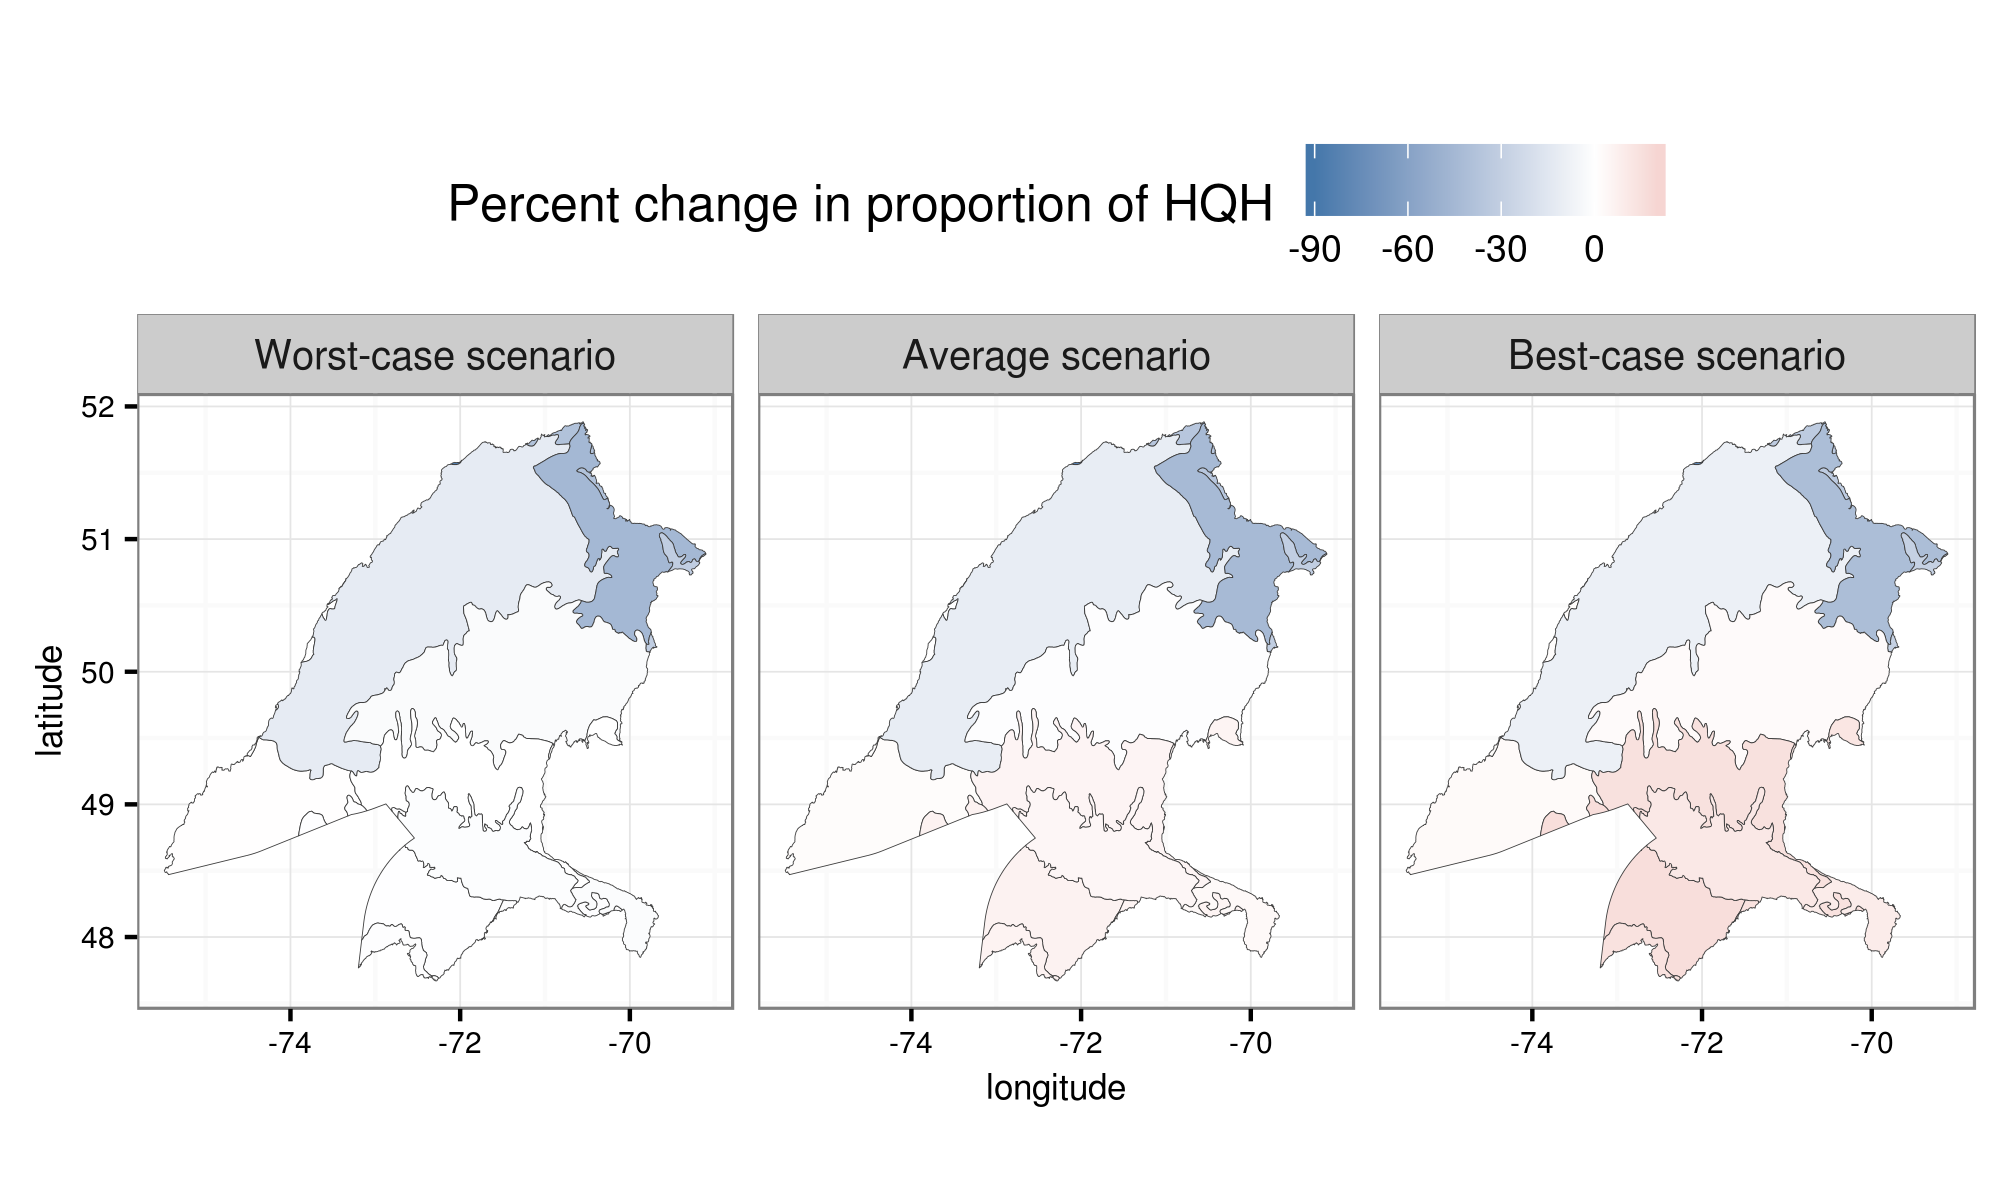 Percent change in proportion of HQH
-90 -60 -30 0
Worst-case scenario Average scenario Best-case scenario
52
51
50
49
48
latitude
-74 -72 -70 -74 -72 -70 -74 -72 -70
longitude